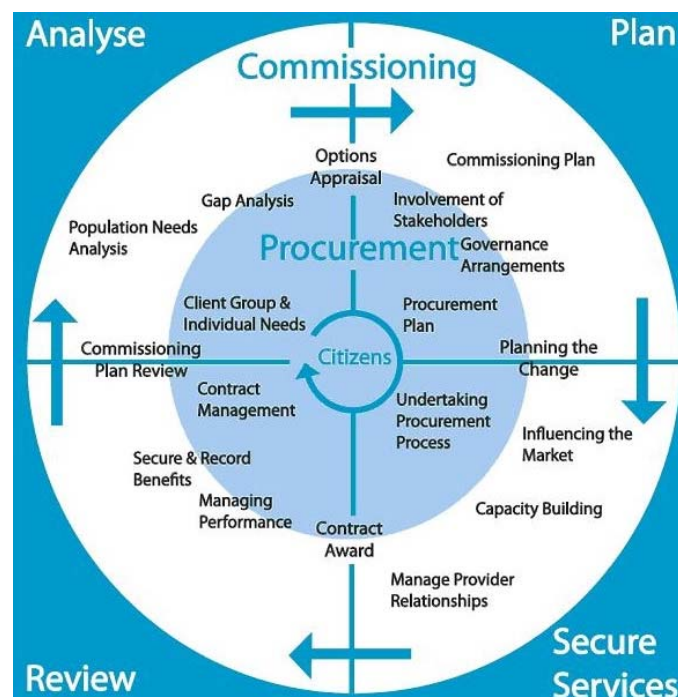 Analyse
Plan
Commissioning
Options
Appraisal
Commissioning Plan
Gap Analysis
Involvement of
Stakeholders
Population Needs
Analysis
Procurement
Governance
Arrangements
Client Group &
Individual Needs
Procurement
Plan
Commissioning
Plan Review
Citizens
Planning the
Change
Contract
Management
Undertaking
Procurement
Process
Influencing the
Market
Secure & Record
Benefits
Managing
Performance
Capacity Building
Contract
Award
Manage Provider
Relationships
Review
Secure
Services